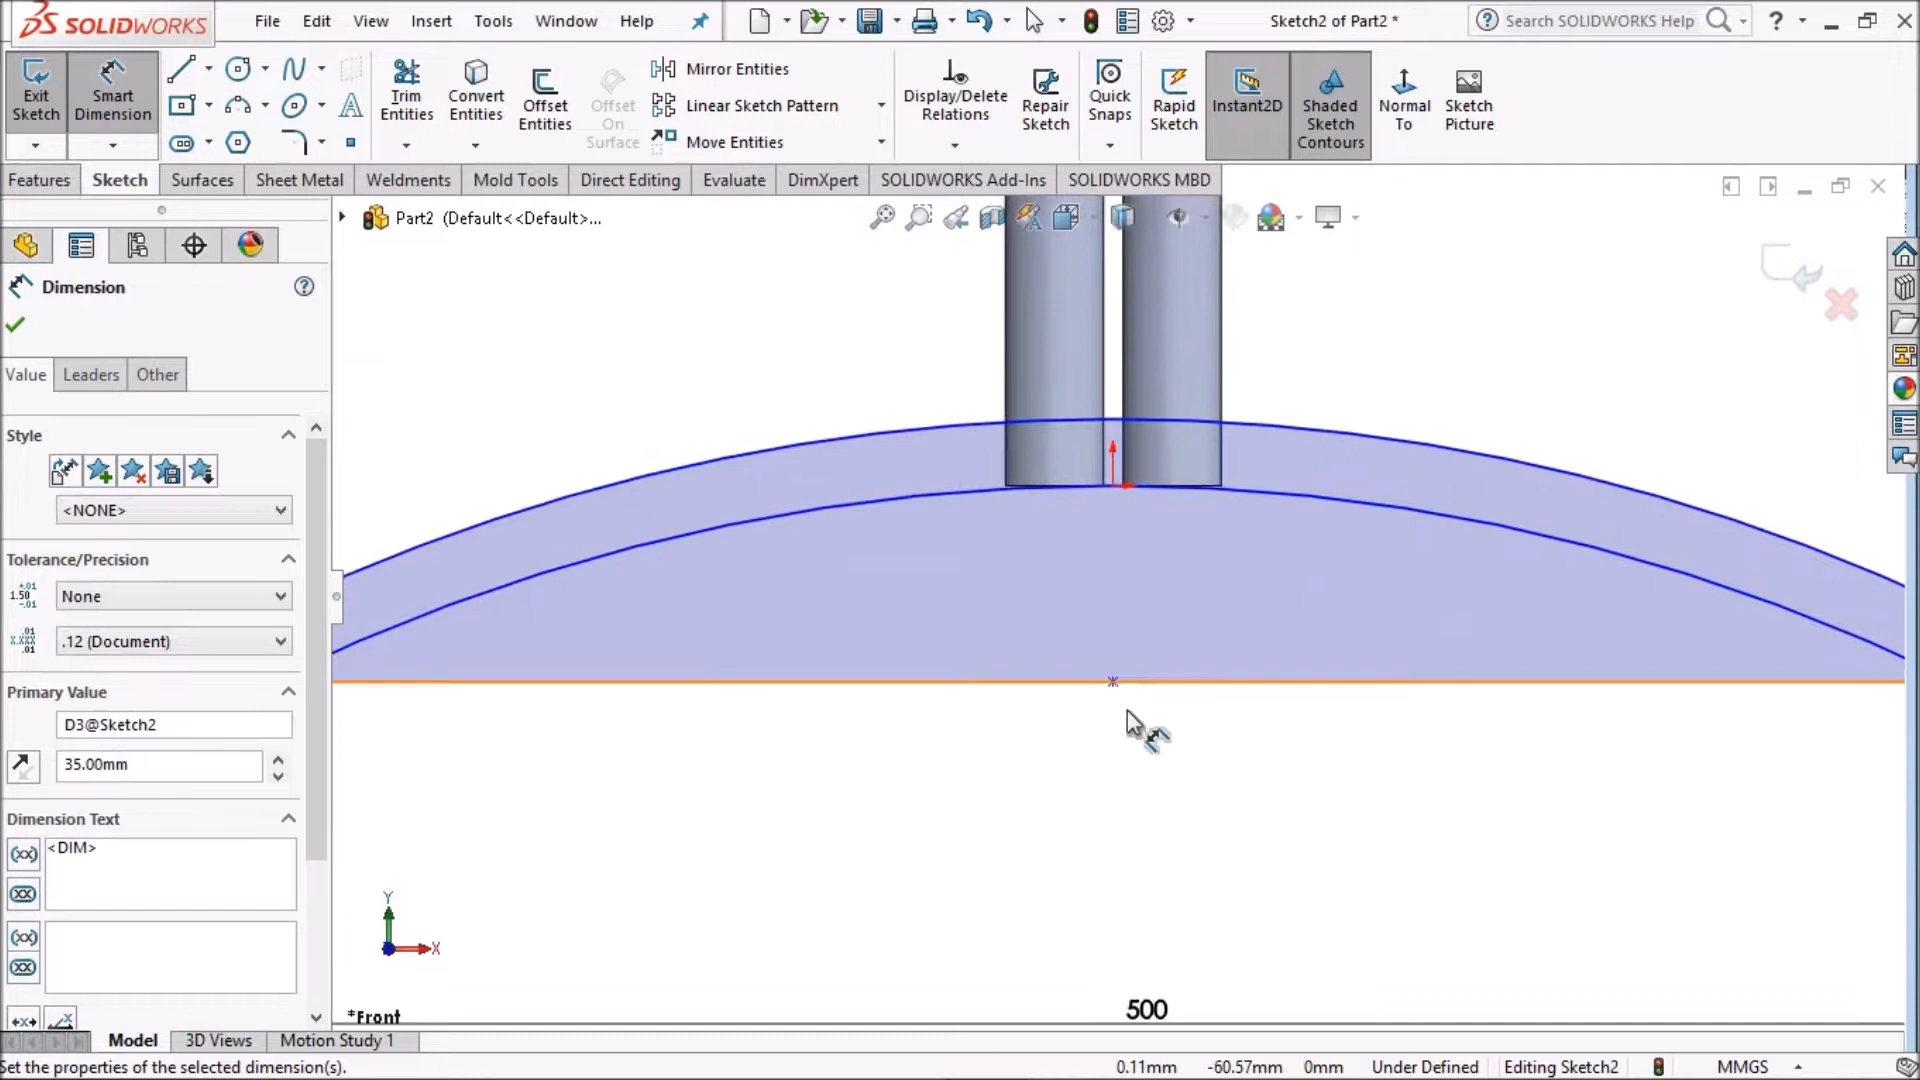 SOLIDWORKS File Edit View Insert Tools Window Help Sketch2 of Part2 * Search SOLIDWORKS Help ?
Exit Sketch
Smart Dimension
Trim Entities
Convert Entities
Offset Entities
Offset On Surface
Mirror Entities
Linear Sketch Pattern
Move Entities
Display/Delete Relations
Repair Sketch
Quick Snaps
Rapid Sketch
Instant2D
Shaded Sketch Contours
Normal To
Sketch Picture
Features Sketch Surfaces Sheet Metal Weldments Mold Tools Direct Editing Evaluate DimXpert SOLIDWORKS Add-Ins SOLIDWORKS MBD
Part2 (Default<<Default>...
Dimension
Value Leaders Other
Style
<NONE>
Tolerance/Precision
None
.12 (Document)
Primary Value
D3@Sketch2
35.00mm
Dimension Text
<DIM>
Y
X
500
*Front
Model 3D Views Motion Study 1
Set the properties of the selected dimension(s). 0.11mm -60.57mm 0mm Under Defined Editing Sketch2 MMGS